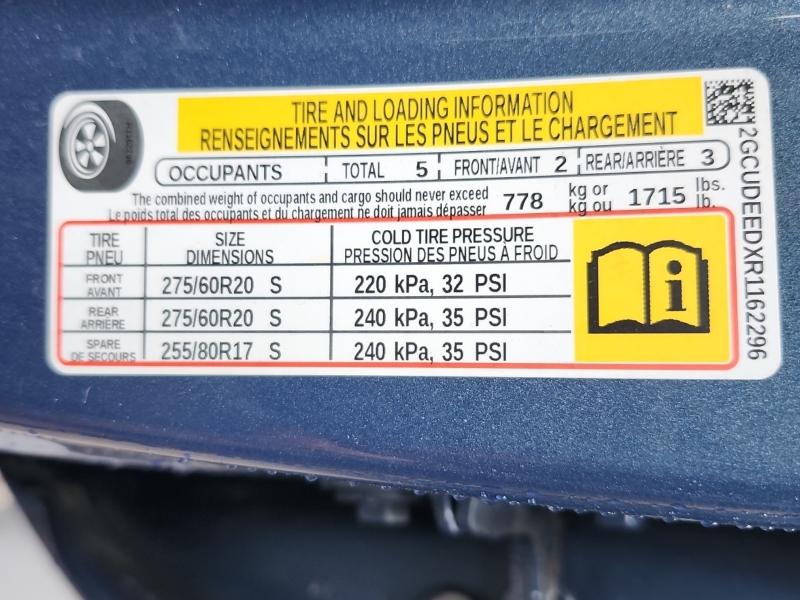 TIRE AND LOADING INFORMATION
RENSEIGNEMENTS SUR LES PNEUS ET LE CHARGEMENT
OCCUPANTS TOTAL 5 FRONT/AVANT 2 REAR/ARRIÈRE 3
The combined weight of occupants and cargo should never exceed 778 kg or 1715 lbs.
Le poids total des occupants et du chargement ne doit jamais dépasser kg ou lb.
TIRE SIZE COLD TIRE PRESSURE
PNEU DIMENSIONS PRESSION DES PNEUS À FROID
FRONT
AVANT 275/60R20 S 220 kPa, 32 PSI
REAR
ARRIÈRE 275/60R20 S 240 kPa, 35 PSI
SPARE
DE SECOURS 255/80R17 S 240 kPa, 35 PSI
2GCUDEEDXR1162296